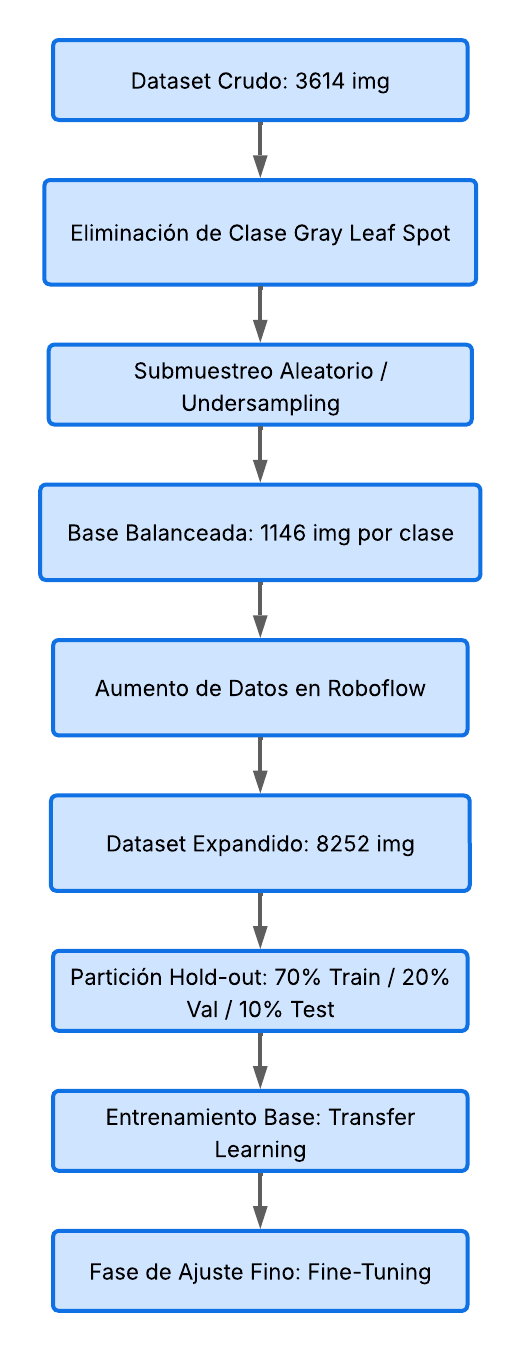 Dataset Crudo: 3614 img
Eliminación de Clase Gray Leaf Spot
Submuestreo Aleatorio /
Undersampling
Base Balanceada: 1146 img por clase
Aumento de Datos en Roboflow
Dataset Expandido: 8252 img
Partición Hold-out: 70% Train / 20%
Val / 10% Test
Entrenamiento Base: Transfer
Learning
Fase de Ajuste Fino: Fine-Tuning